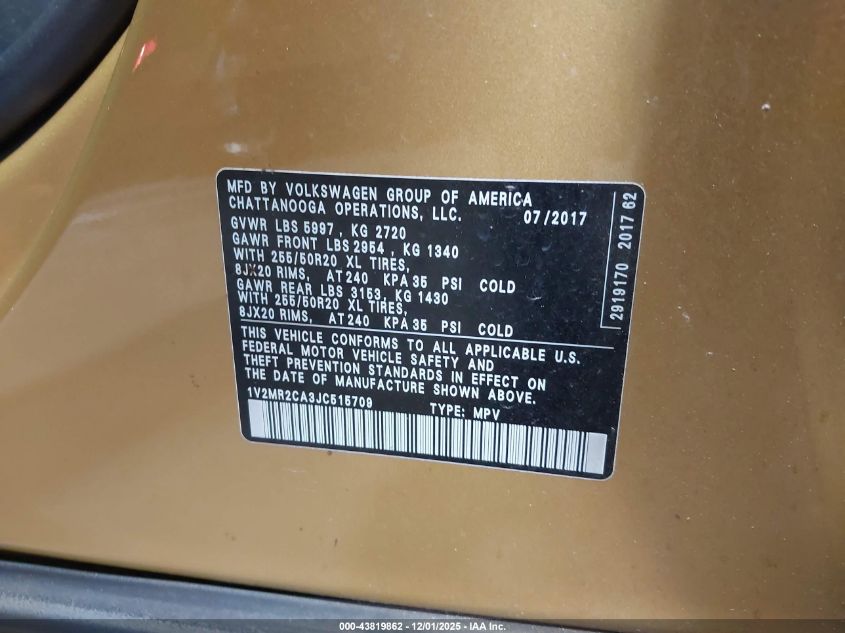 MFD BY VOLKSWAGEN GROUP OF AMERICA
CHATTANOOGA OPERATIONS, LLC. 07/2017
GVWR LBS 5997 , KG 2720
GAWR FRONT LBS 2954 , KG 1340
WITH 255/50R20 XL TIRES,
8JX20 RIMS, AT 240 KPA 35 PSI COLD
GAWR REAR LBS 3153, KG 1430
WITH 255/50R20 XL TIRES,
8JX20 RIMS, AT 240 KPA 35 PSI COLD
THIS VEHICLE CONFORMS TO ALL APPLICABLE U.S.
FEDERAL MOTOR VEHICLE SAFETY AND
THEFT PREVENTION STANDARDS IN EFFECT ON
THE DATE OF MANUFACTURE SHOWN ABOVE.
1V2MR2CA3JC515709 TYPE: MPV
2919170 2017 62
000-43819862 • 12/01/2025 • IAA Inc.